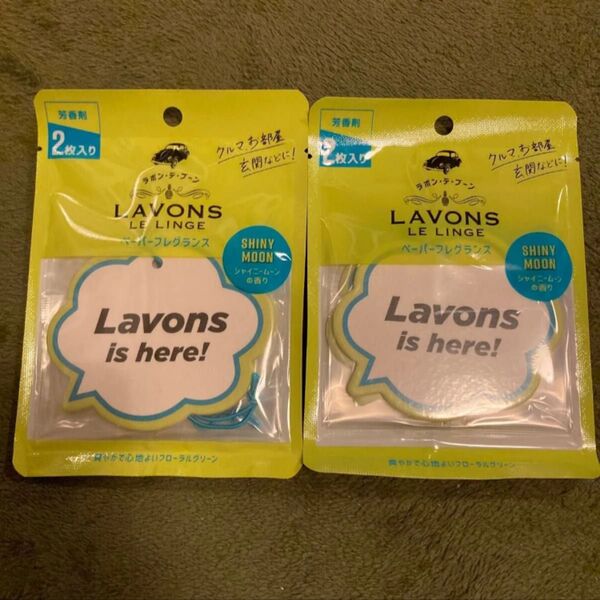 芳香剤
2枚入り
クルマお部屋
玄関などに!
ラボン・デ・ブーン
LAVONS
LE LINGE
ペーパーフレグランス
SHINY
MOON
シャイニームーン
の香り
Lavons
is here!
爽やかで心地よいフローラルグリーン
芳香剤
2枚入り
クルマお部屋
玄関などに!
ラボン・デ・ブーン
LAVONS
LE LINGE
ペーパーフレグランス
SHINY
MOON
シャイニームーン
の香り
Lavons
is here!
爽やかで心地よいフローラルグリーン